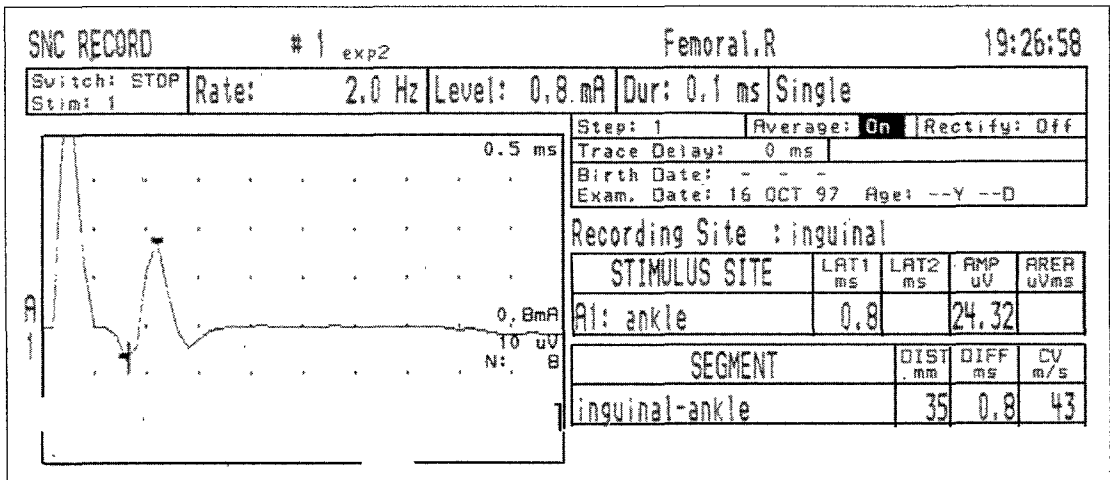 SNC RECORD # 1 exp2 Femoral.R 19:26:58
Switch: STOP
Stim: 1
Rate: 2.0 Hz Level: 0.8 mA Dur: 0.1 ms Single
Step: 1 Average: On Rectify: Off
Trace Delay: 0 ms
Birth Date: - - -
Exam. Date: 16 OCT 97 Age: --Y --D
0.5 ms
Recording Site : inguinal
STIMULUS SITE LAT1 ms LAT2 ms AMP uV AREA uVms
A1: ankle 0.8 24.32
A
1
0.8mA
10 uV
N: 8
SEGMENT DIST mm DIFF ms CV m/s
inguinal-ankle 35 0.8 43